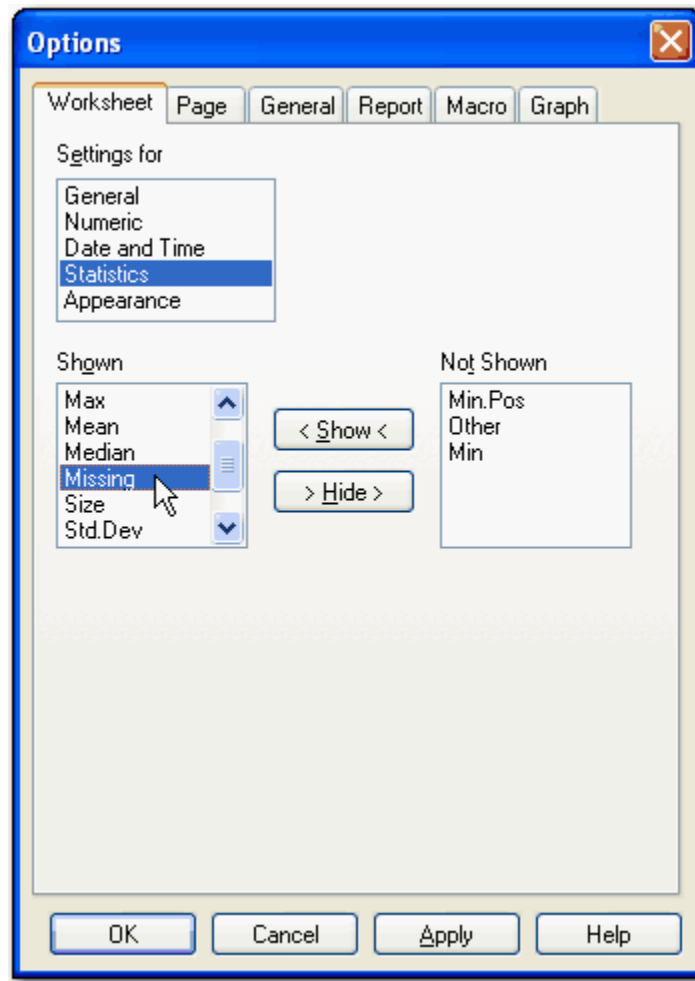 Options
Worksheet Page General Report Macro Graph
Settings for
General
Numeric
Date and Time
Statistics
Appearance
Shown
Max
Mean
Median
Missing
Size
Std.Dev
< Show <
> Hide >
Not Shown
Min.Pos
Other
Min
OK Cancel Apply Help